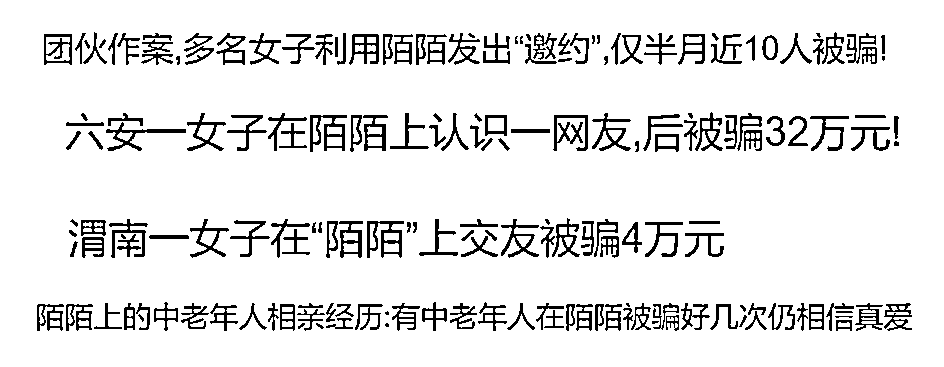 团伙作案,多名女子利用陌陌发出“邀约”,仅半月近10人被骗!
六安一女子在陌陌上认识一网友,后被骗32万元!
渭南一女子在“陌陌”上交友被骗4万元
陌陌上的中老年人相亲经历:有中老年人在陌陌被骗好几次仍相信真爱